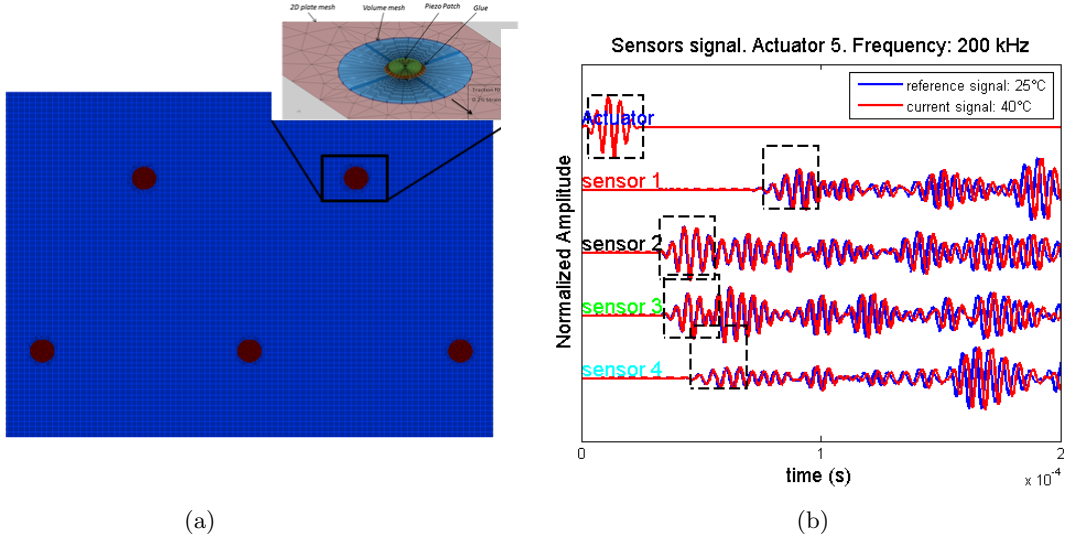 2D plate mesh
Volume mesh
Piezo Patch
Glue
Sensors signal. Actuator 5. Frequency: 200 kHz
reference signal: 25°C
current signal: 40°C
Actuator
sensor 1
sensor 2
sensor 3
sensor 4
Normalized Amplitude
0
1
2
time (s)
x 10⁻⁴
(a)
(b)